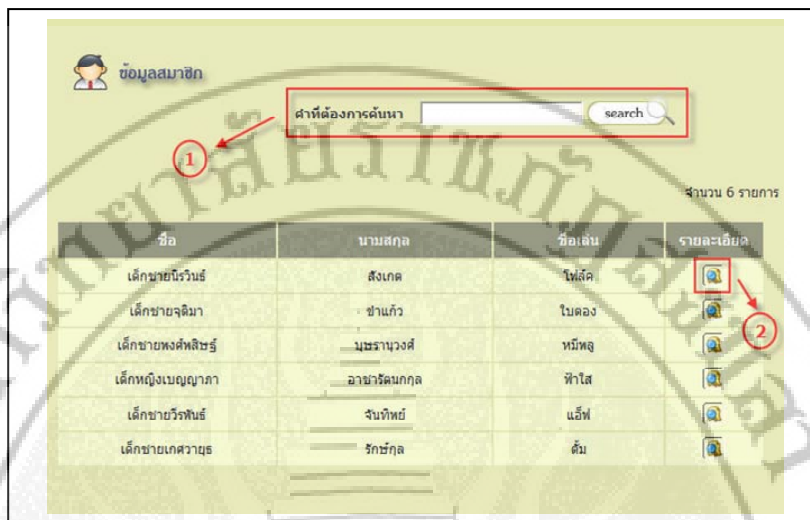 ข้อมูลสมาชิก
คำที่ต้องการค้นหา search
1
จำนวน 6 รายการ
ชื่อ นามสกุล ชื่อเล่น รายละเอียด
เด็กชายนิรวินธ์ สังเกต โฟล์ค
เด็กชายจุติมา ขำแก้ว ใบตอง
2
เด็กชายพงศ์พสิษฐ์ บุษรานุวงศ์ หมีพลู
เด็กหญิงเบญญาภา อาชารัตนกกุล ฟ้าใส
เด็กชายวีรพันธ์ จันทิพย์ แอ็ฟ
เด็กชายเกศวายุธ รักษ์กุล ตั้ม